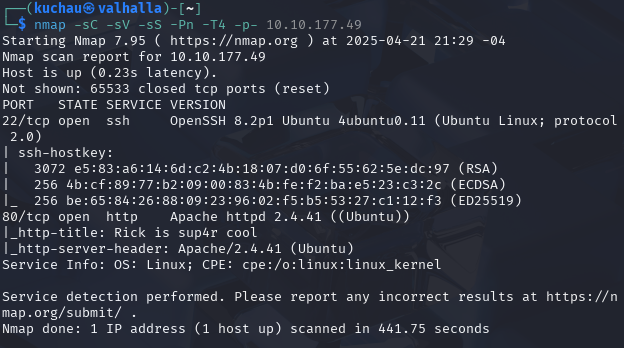 ┌──(kuchau㉿valhalla)-[~]
└─$ nmap -sC -sV -sS -Pn -T4 -p- 10.10.177.49
Starting Nmap 7.95 ( https://nmap.org ) at 2025-04-21 21:29 -04
Nmap scan report for 10.10.177.49
Host is up (0.23s latency).
Not shown: 65533 closed tcp ports (reset)
PORT   STATE SERVICE VERSION
22/tcp open  ssh     OpenSSH 8.2p1 Ubuntu 4ubuntu0.11 (Ubuntu Linux; protocol
 2.0)
| ssh-hostkey:
|   3072 e5:83:a6:14:6d:c2:4b:18:07:d0:6f:55:62:5e:dc:97 (RSA)
|   256 4b:cf:89:77:b2:09:00:83:4b:fe:f2:ba:e5:23:c3:2c (ECDSA)
|_  256 be:65:84:26:88:09:23:96:02:f5:b5:53:27:c1:12:f3 (ED25519)
80/tcp open  http    Apache httpd 2.4.41 ((Ubuntu))
|_http-title: Rick is sup4r cool
|_http-server-header: Apache/2.4.41 (Ubuntu)
Service Info: OS: Linux; CPE: cpe:/o:linux:linux_kernel

Service detection performed. Please report any incorrect results at https://n
map.org/submit/ .
Nmap done: 1 IP address (1 host up) scanned in 441.75 seconds